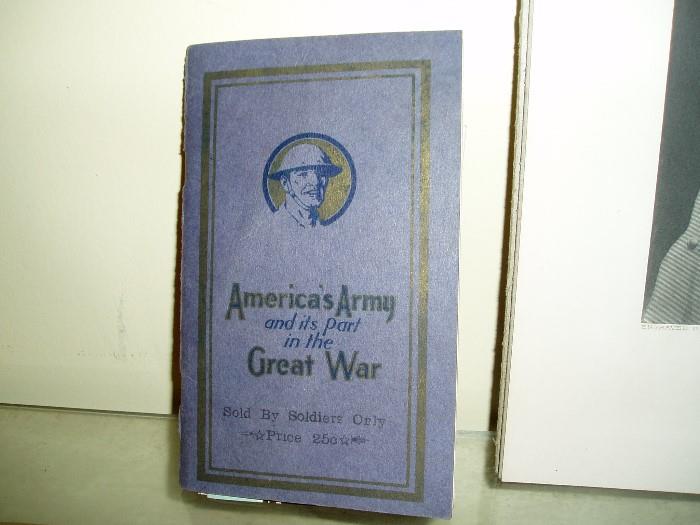 America's Army
and its part
in the
Great War
Sold By Soldiers Only
Price 25c